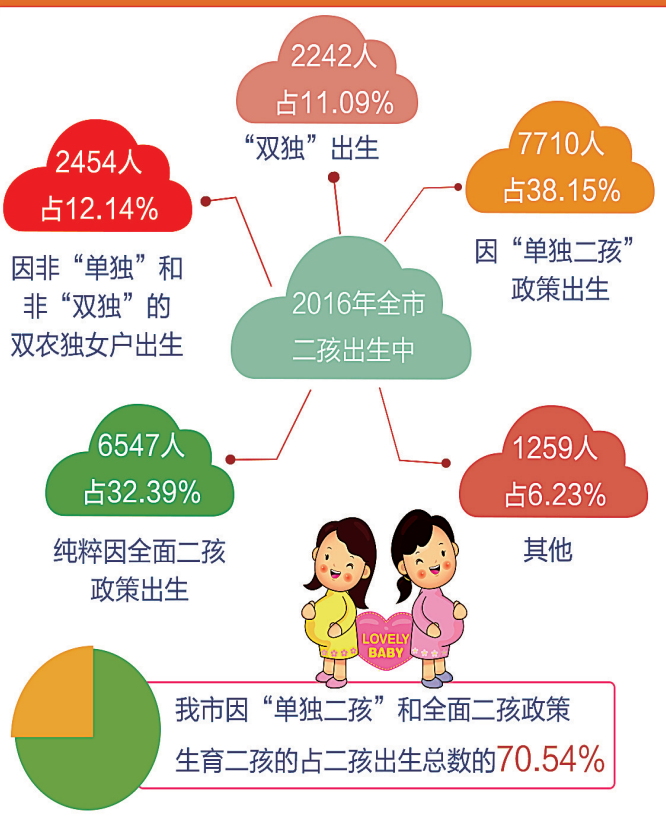 2242人
占11.09%
“双独”出生
2454人
占12.14%
因非“单独”和
非“双独”的
双农独女户出生
7710人
占38.15%
因“单独二孩”
政策出生
2016年全市
二孩出生中
6547人
占32.39%
纯粹因全面二孩
政策出生
1259人
占6.23%
其他
LOVELY
BABY
我市因“单独二孩”和全面二孩政策
生育二孩的占二孩出生总数的70.54%